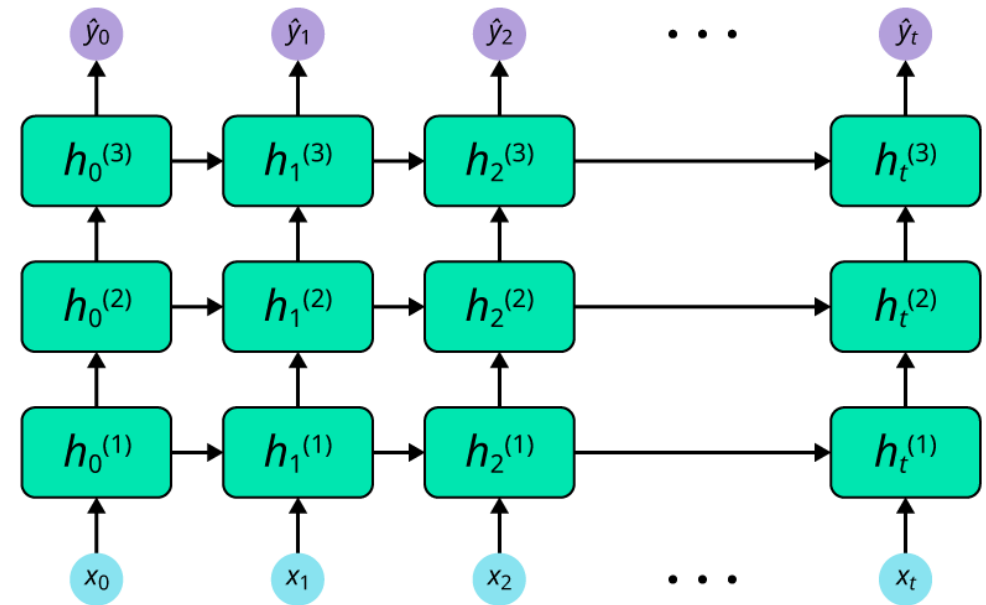 ŷ₀ ŷ₁ ŷ₂ • • • ŷₜ
h₀⁽³⁾ h₁⁽³⁾ h₂⁽³⁾ hₜ⁽³⁾
h₀⁽²⁾ h₁⁽²⁾ h₂⁽²⁾ hₜ⁽²⁾
h₀⁽¹⁾ h₁⁽¹⁾ h₂⁽¹⁾ hₜ⁽¹⁾
x₀ x₁ x₂ • • • xₜ